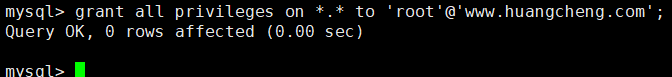 mysql> grant all privileges on *.* to 'root'@'www.huangcheng.com';
Query OK, 0 rows affected (0.00 sec)
mysql>